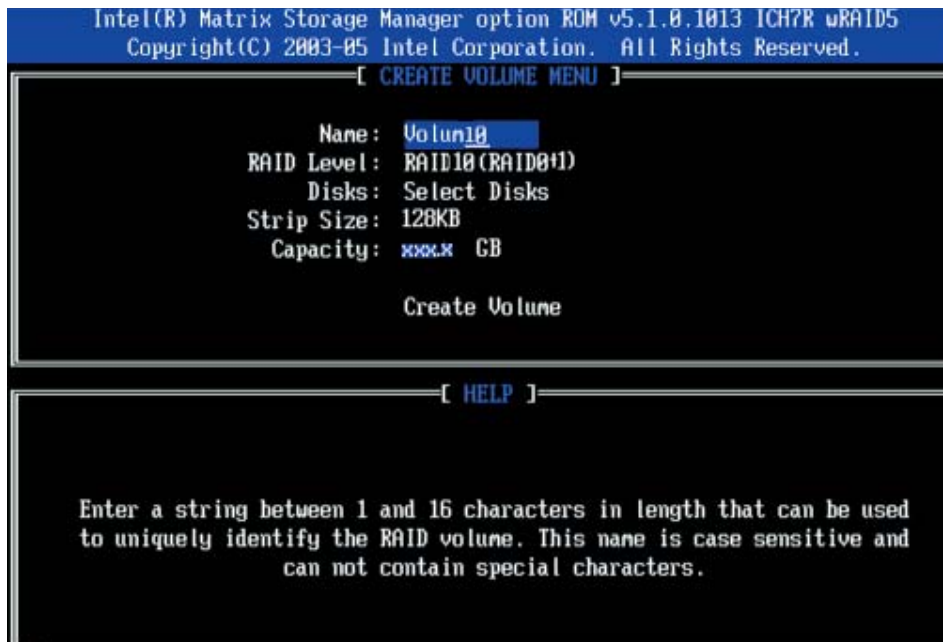 Intel(R) Matrix Storage Manager option ROM v5.1.0.1013 ICH7R wRAID5
Copyright(C) 2003-05 Intel Corporation. All Rights Reserved.
[ CREATE VOLUME MENU ]
Name: Volum10
RAID Level: RAID10(RAID0+1)
Disks: Select Disks
Strip Size: 128KB
Capacity: xxx.x GB
Create Volume
[ HELP ]
Enter a string between 1 and 16 characters in length that can be used
to uniquely identify the RAID volume. This name is case sensitive and
can not contain special characters.